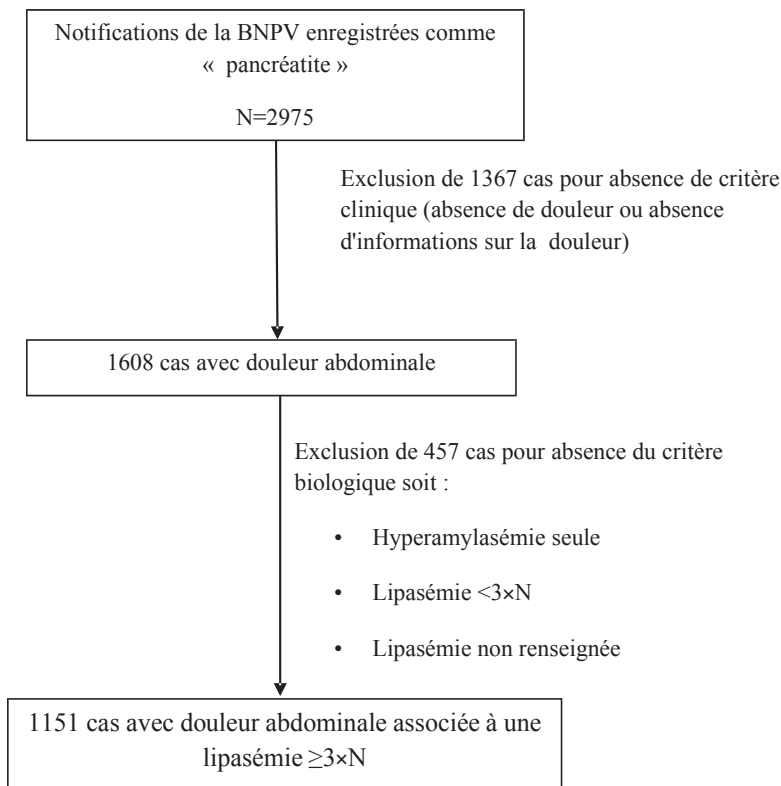 Notifications de la BNPV enregistrées comme
« pancréatite »
N=2975
Exclusion de 1367 cas pour absence de critère
clinique (absence de douleur ou absence
d'informations sur la douleur)
1608 cas avec douleur abdominale
Exclusion de 457 cas pour absence du critère
biologique soit :
• Hyperamylasémie seule
• Lipasémie <3×N
• Lipasémie non renseignée
1151 cas avec douleur abdominale associée à une
lipasémie ≥3×N